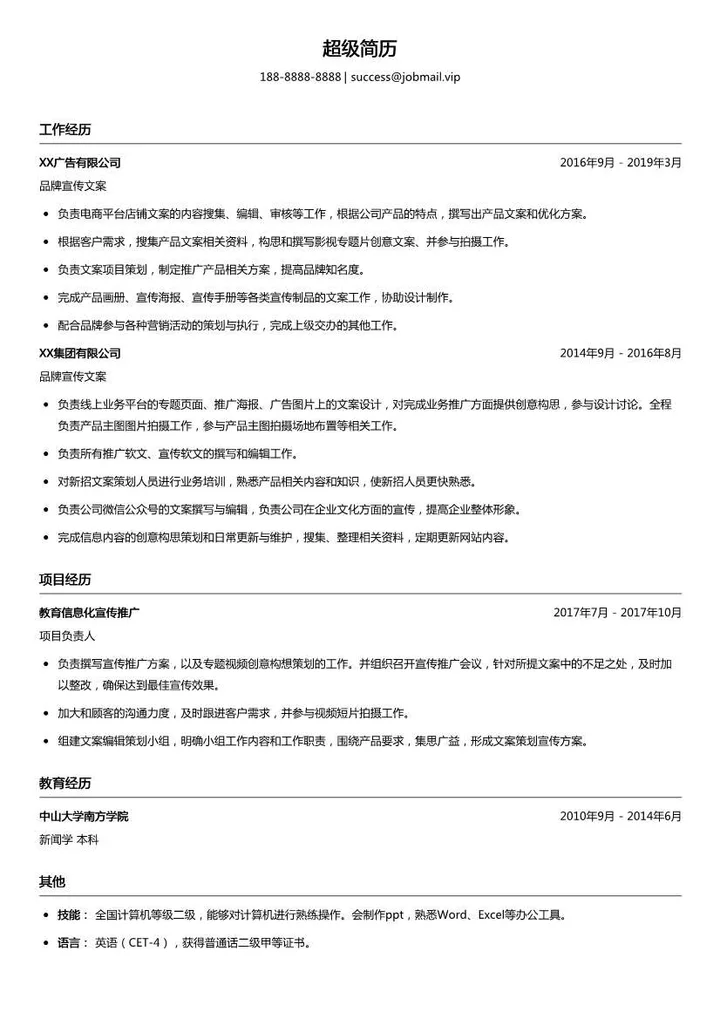 超级简历
188-8888-8888 | success@jobmail.vip
工作经历
XX广告有限公司 2016年9月 - 2019年3月
品牌宣传文案
• 负责电商平台店铺文案的内容搜集、编辑、审核等工作，根据公司产品的特点，撰写出产品文案和优化方案。
• 根据客户需求，搜集产品文案相关资料，构思和撰写影视专题片创意文案、并参与拍摄工作。
• 负责文案项目策划，制定推广产品相关方案，提高品牌知名度。
• 完成产品画册、宣传海报、宣传手册等各类宣传制品的文案工作，协助设计制作。
• 配合品牌参与各种营销活动的策划与执行，完成上级交办的其他工作。
XX集团有限公司 2014年9月 - 2016年8月
品牌宣传文案
• 负责线上业务平台的专题页面、推广海报、广告图片上的文案设计，对完成业务推广方面提供创意构思，参与设计讨论。全程
负责产品主图图片拍摄工作，参与产品主图拍摄场地布置等相关工作。
• 负责所有推广软文、宣传软文的撰写和编辑工作。
• 对新招文案策划人员进行业务培训，熟悉产品相关内容和知识，使新招人员更快熟悉。
• 负责公司微信公众号的文案撰写与编辑，负责公司在企业文化方面的宣传，提高企业整体形象。
• 完成信息内容的创意构思策划和日常更新与维护，搜集、整理相关资料，定期更新网站内容。
项目经历
教育信息化宣传推广 2017年7月 - 2017年10月
项目负责人
• 负责撰写宣传推广方案，以及专题视频创意构想策划的工作。并组织召开宣传推广会议，针对所提文案中的不足之处，及时加
以整改，确保达到最佳宣传效果。
• 加大和顾客的沟通力度，及时跟进客户需求，并参与视频短片拍摄工作。
• 组建文案编辑策划小组，明确小组工作内容和工作职责，围绕产品要求，集思广益，形成文案策划宣传方案。
教育经历
中山大学南方学院 2010年9月 - 2014年6月
新闻学 本科
其他
• 技能： 全国计算机等级二级，能够对计算机进行熟练操作。会制作ppt，熟悉Word、Excel等办公工具。
• 语言： 英语（CET-4），获得普通话二级甲等证书。